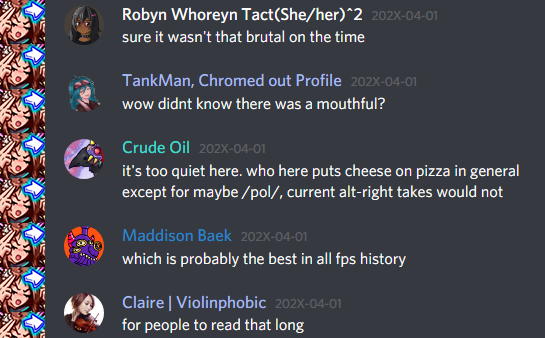 Robyn Whoreyn Tact(She/her)^2 202X-04-01
sure it wasn't that brutal on the time
TankMan, Chromed out Profile 202X-04-01
wow didnt know there was a mouthful?
Crude Oil 202X-04-01
it's too quiet here. who here puts cheese on pizza in general
except for maybe /pol/, current alt-right takes would not
Maddison Baek 202X-04-01
which is probably the best in all fps history
Claire | Violinphobic 202X-04-01
for people to read that long